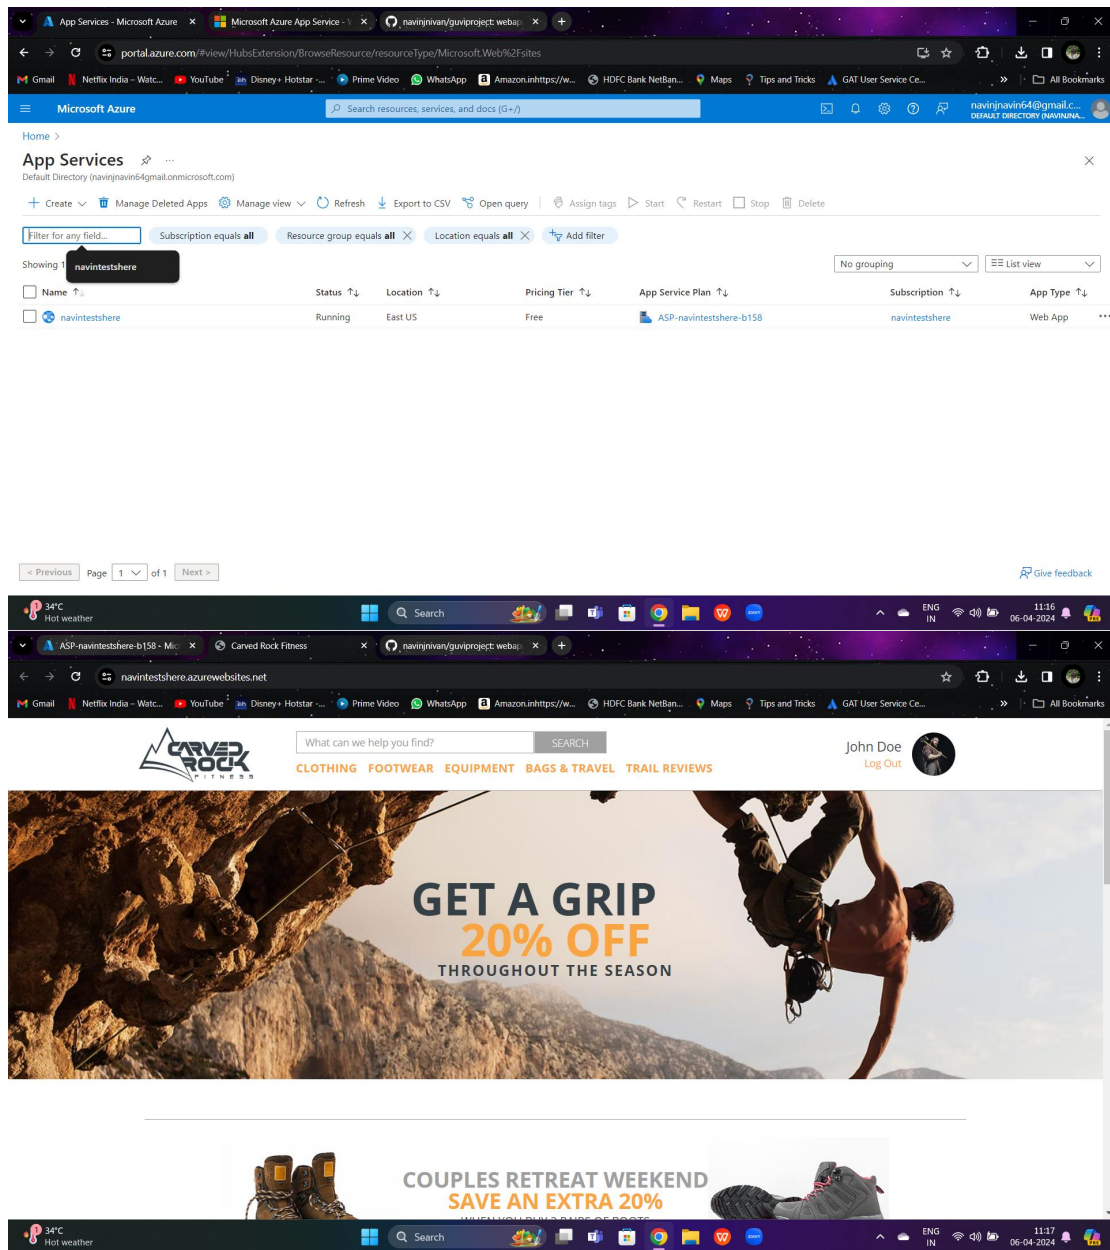 App Services - Microsoft Azure
Microsoft Azure App Service - V
navinjnivan/guviproject: webap
portal.azure.com/#view/HubsExtension/BrowseResource/resourceType/Microsoft.Web%2Fsites
Gmail Netflix India – Watc... YouTube Disney+ Hotstar -... Prime Video WhatsApp Amazon.inhttps://w... HDFC Bank NetBan... Maps Tips and Tricks GAT User Service Ce... » All Bookmarks
Microsoft Azure
Search resources, services, and docs (G+/)
navinjnavin64@gmail.c...
DEFAULT DIRECTORY (NAVINJNA...
Home >
App Services
Default Directory (navinjnavin64gmail.onmicrosoft.com)
+ Create Manage Deleted Apps Manage view Refresh Export to CSV Open query Assign tags Start Restart Stop Delete
Filter for any field... Subscription equals all Resource group equals all Location equals all Add filter
Showing 1
navintestshere
No grouping List view
Name Status Location Pricing Tier App Service Plan Subscription App Type
navintestshere Running East US Free ASP-navintestshere-b158 navintestshere Web App
< Previous Page 1 of 1 Next >
Give feedback
1 34°C
Hot weather
Search
zoom
ENG
IN
11:16
06-04-2024
ASP-navintestshere-b158 - Mic
Carved Rock Fitness
navinjnivan/guviproject: webap
navintestshere.azurewebsites.net
Gmail Netflix India – Watc... YouTube Disney+ Hotstar -... Prime Video WhatsApp Amazon.inhttps://w... HDFC Bank NetBan... Maps Tips and Tricks GAT User Service Ce... » All Bookmarks
CARVED
ROCK
FITNESS
What can we help you find? SEARCH
John Doe
Log Out
CLOTHING FOOTWEAR EQUIPMENT BAGS & TRAVEL TRAIL REVIEWS
GET A GRIP
20% OFF
THROUGHOUT THE SEASON
COUPLES RETREAT WEEKEND
SAVE AN EXTRA 20%
WHEN YOU BUY 2 PAIRS OF BOOTS
1 34°C
Hot weather
Search
zoom
ENG
IN
11:17
06-04-2024